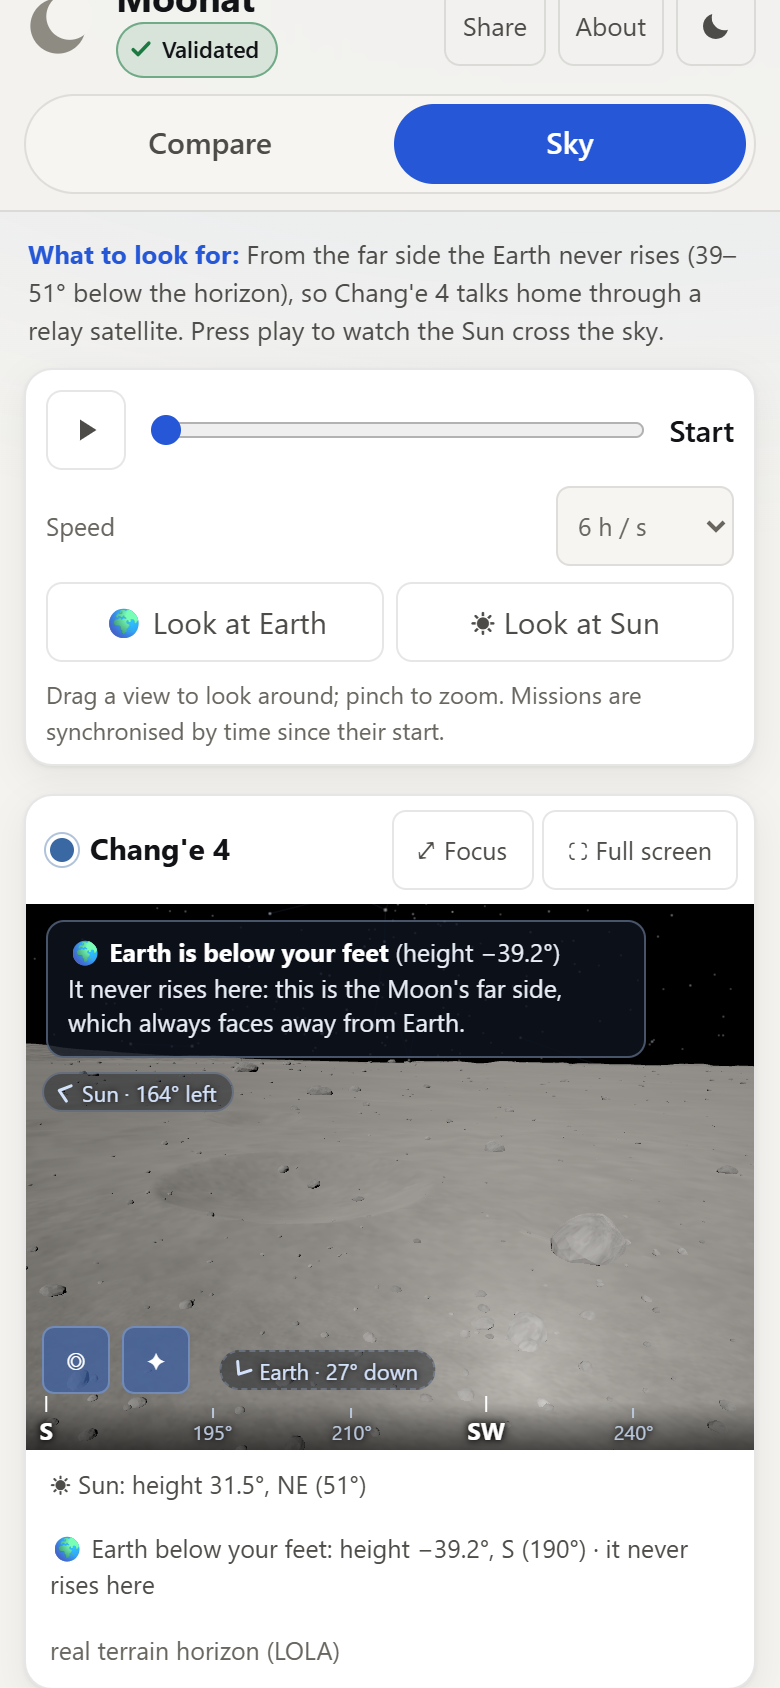 Moonat
Validated
Share
About
Compare
Sky
What to look for: From the far side the Earth never rises (39–
51° below the horizon), so Chang'e 4 talks home through a
relay satellite. Press play to watch the Sun cross the sky.
Start
Speed
6 h / s
Look at Earth
Look at Sun
Drag a view to look around; pinch to zoom. Missions are
synchronised by time since their start.
Chang'e 4
Focus
Full screen
Earth is below your feet (height −39.2°)
It never rises here: this is the Moon's far side,
which always faces away from Earth.
Sun · 164° left
Earth · 27° down
S
195°
210°
SW
240°
Sun: height 31.5°, NE (51°)
Earth below your feet: height −39.2°, S (190°) · it never
rises here
real terrain horizon (LOLA)